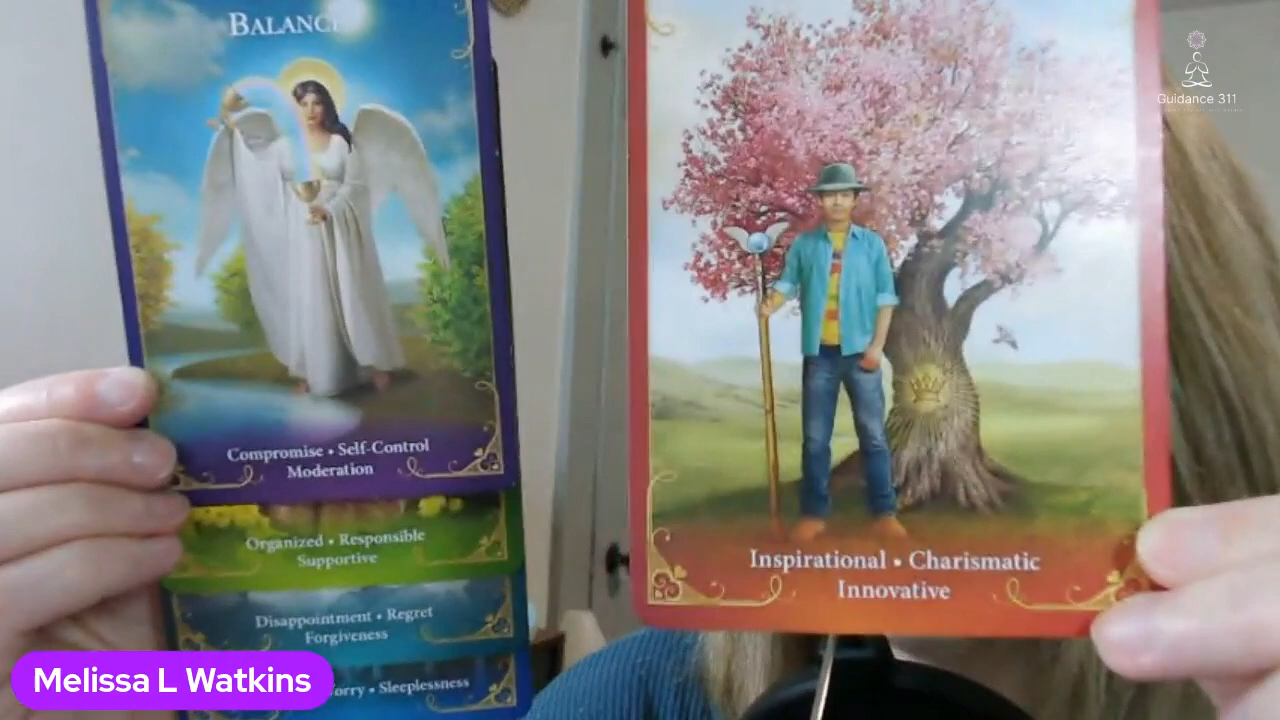 BALANCE
Compromise • Self-Control
Moderation
Organized • Responsible
Supportive
Disappointment • Regret
Forgiveness
• Sleeplessness
Inspirational • Charismatic
Innovative
Guidance 311
Melissa L Watkins